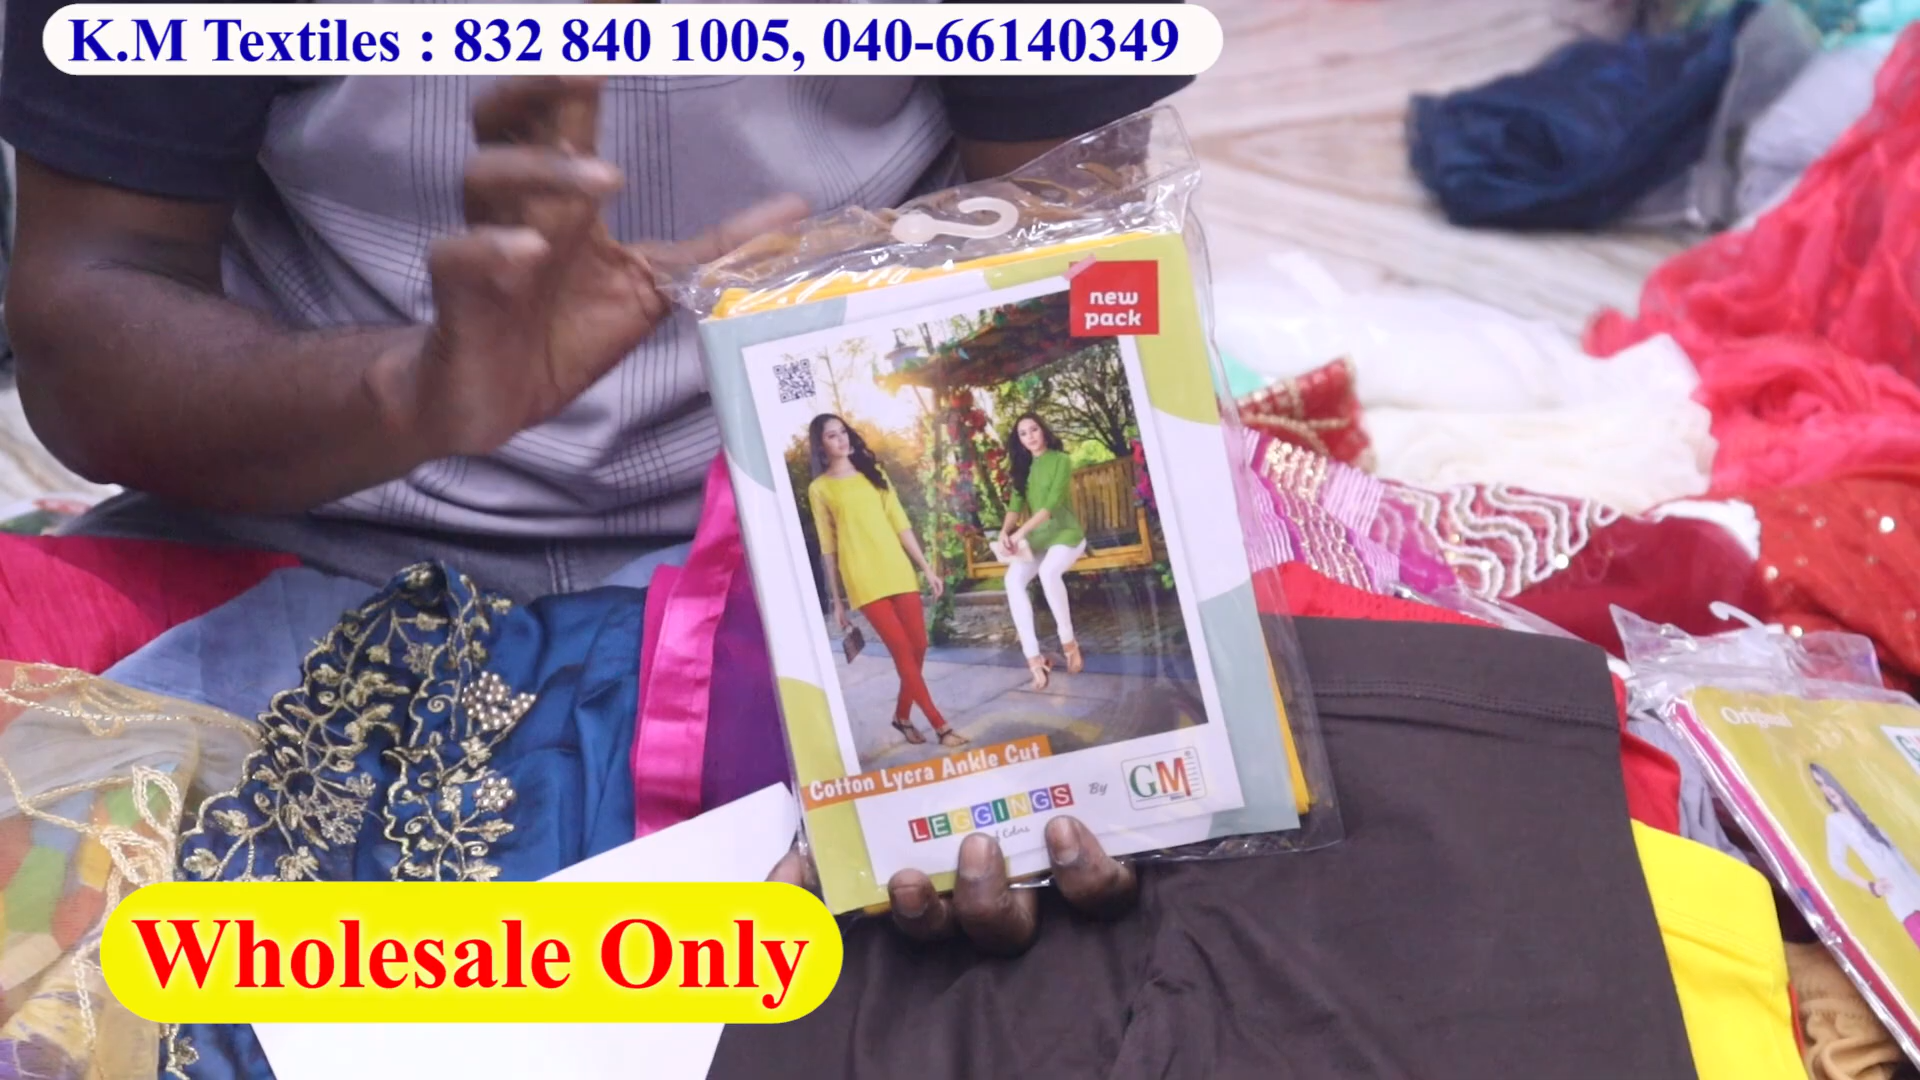 K.M Textiles : 832 840 1005, 040-66140349
new
pack
Cotton Lycra Ankle Cut
LEGGINGS By GM
Original
Wholesale Only